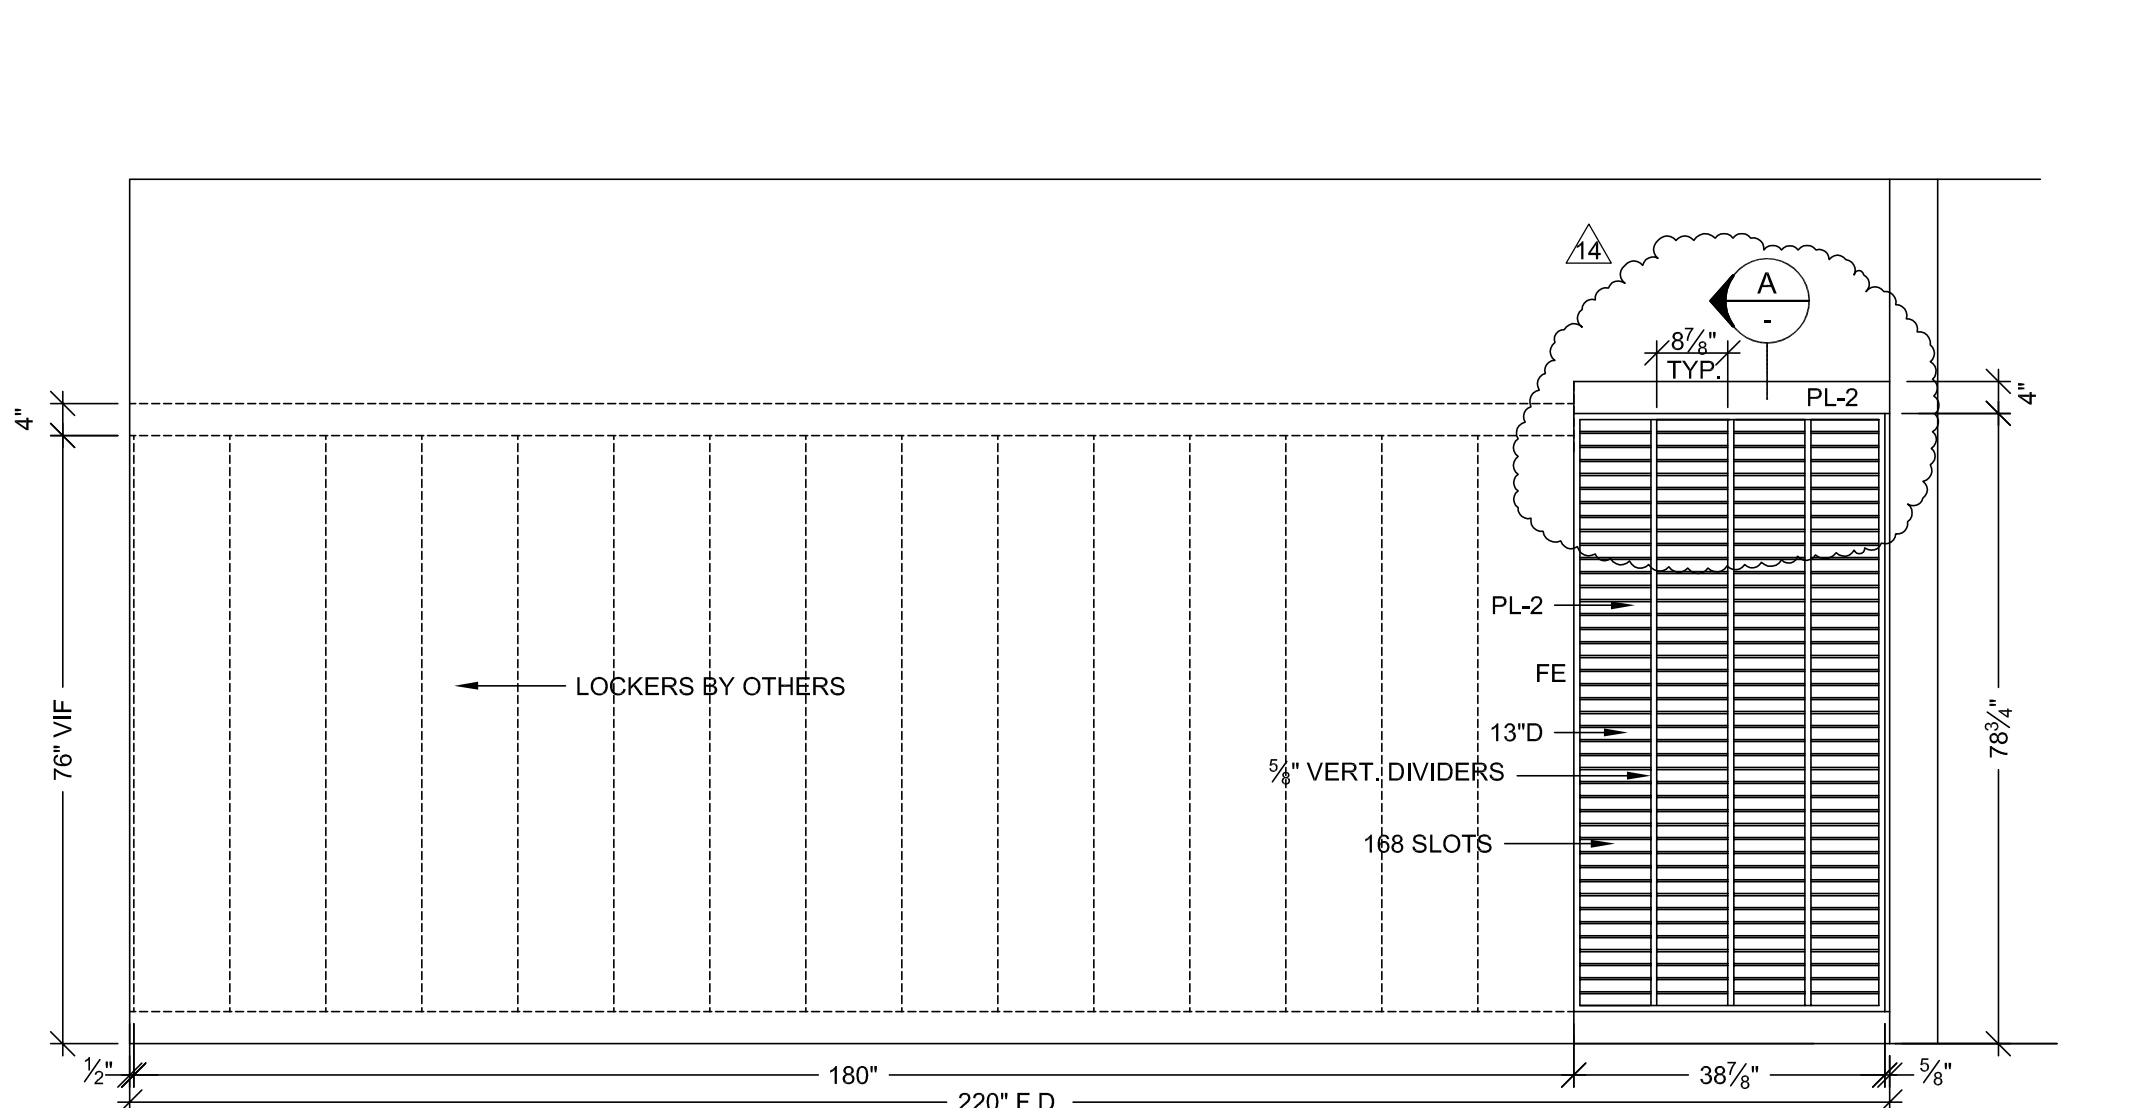 14
A
-
8⅞"
TYP.
PL-2
4"
4"
PL-2
FE
LOCKERS BY OTHERS
76" VIF
78¾"
13"D
⅝" VERT. DIVIDERS
168 SLOTS
½"
180"
38⅞"
⅝"
220" F.D.